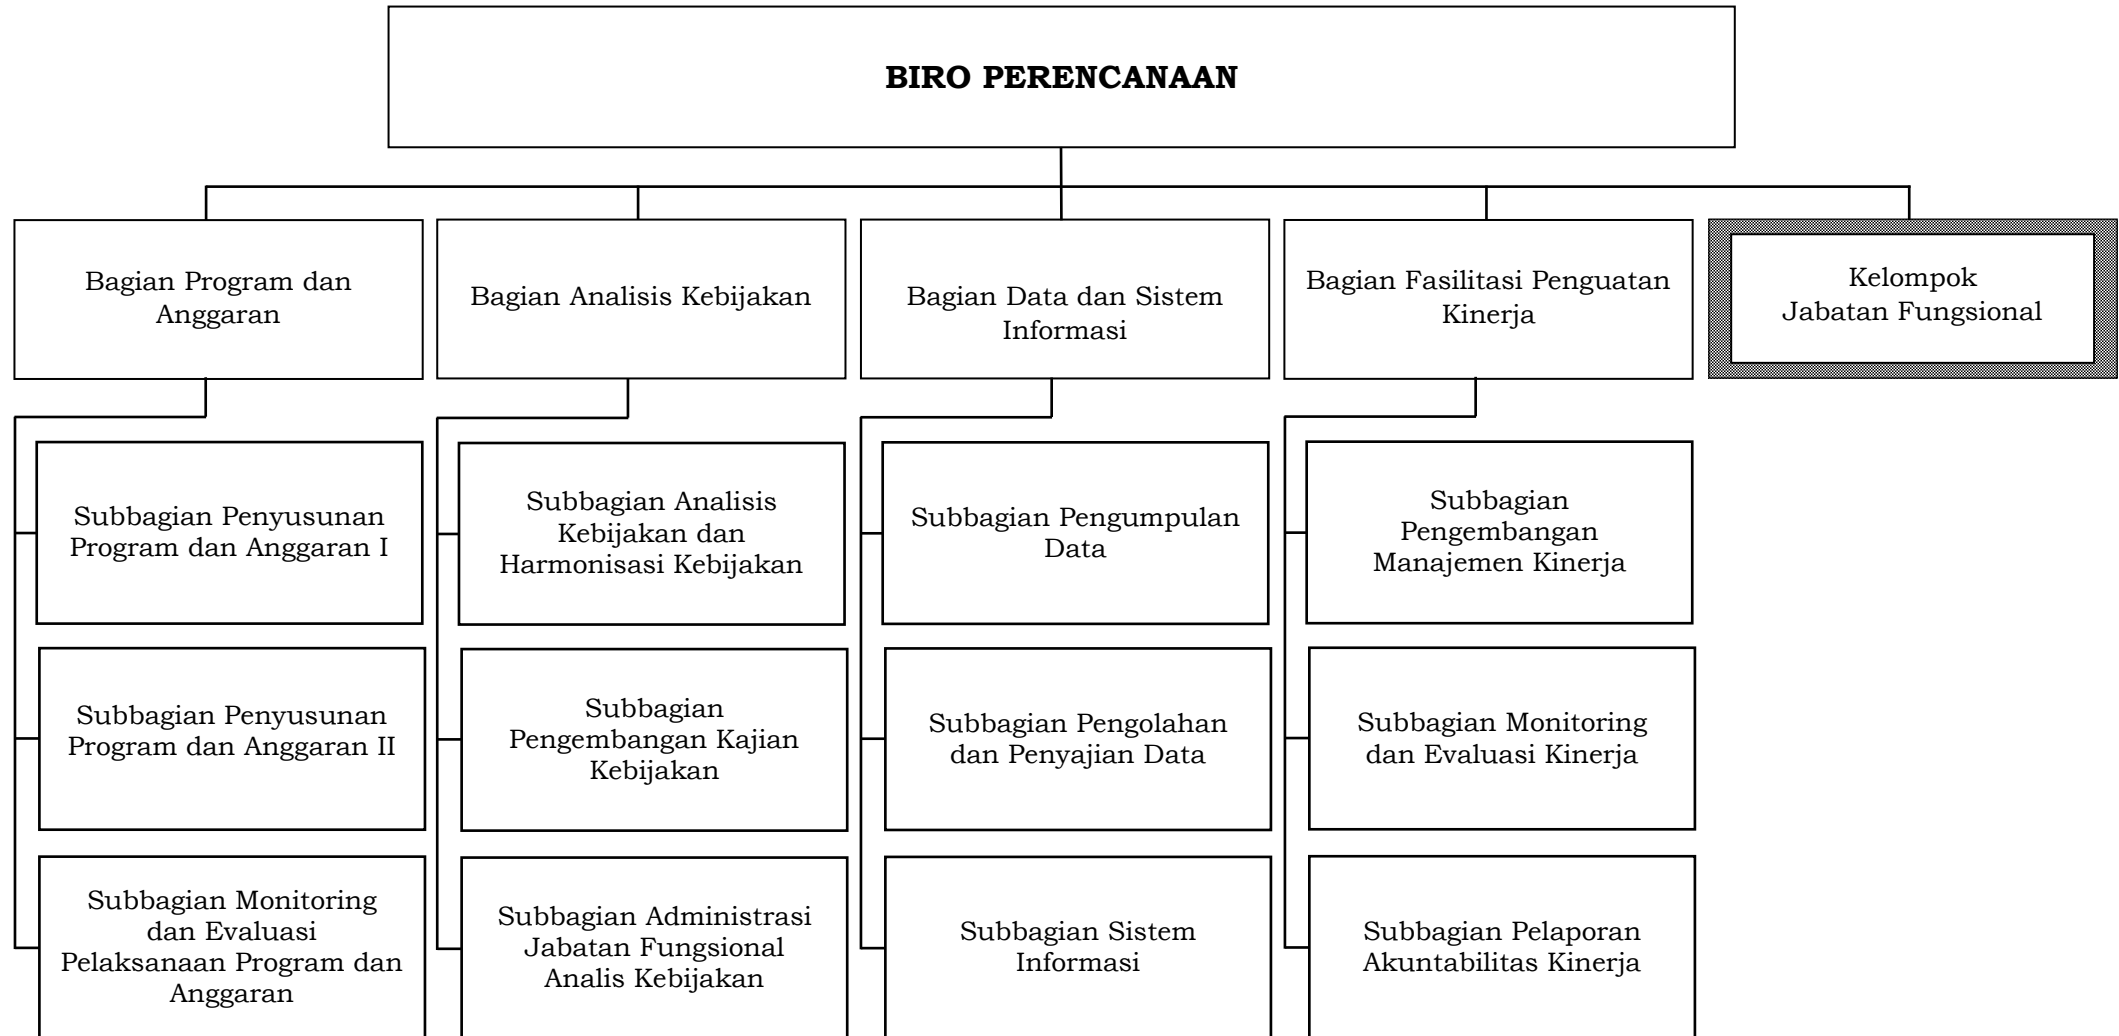 BIRO PERENCANAAN
Bagian Program dan
Anggaran
Bagian Analisis Kebijakan
Bagian Data dan Sistem
Informasi
Bagian Fasilitasi Penguatan
Kinerja
Kelompok
Jabatan Fungsional
Subbagian Penyusunan
Program dan Anggaran I
Subbagian Analisis
Kebijakan dan
Harmonisasi Kebijakan
Subbagian Pengumpulan
Data
Subbagian
Pengembangan
Manajemen Kinerja
Subbagian Penyusunan
Program dan Anggaran II
Subbagian
Pengembangan Kajian
Kebijakan
Subbagian Pengolahan
dan Penyajian Data
Subbagian Monitoring
dan Evaluasi Kinerja
Subbagian Monitoring
dan Evaluasi
Pelaksanaan Program dan
Anggaran
Subbagian Administrasi
Jabatan Fungsional
Analis Kebijakan
Subbagian Sistem
Informasi
Subbagian Pelaporan
Akuntabilitas Kinerja